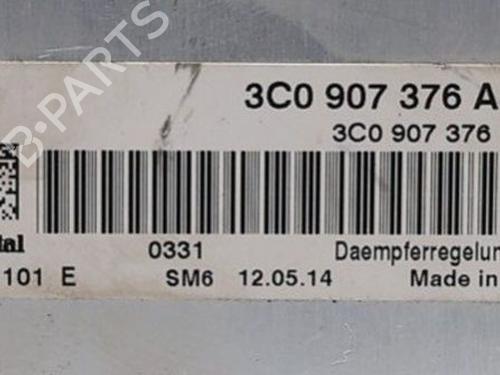 B-PARTS
3C0 907 376 A
3C0 907 376
0331 Daempferregelun
101 E SM6 12.05.14 Made in